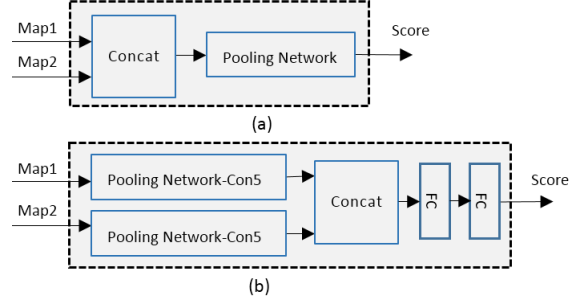 Map1
Map2
Concat
Pooling Network
Score
(a)
Map1
Map2
Pooling Network-Con5
Pooling Network-Con5
Concat
FC
FC
Score
(b)